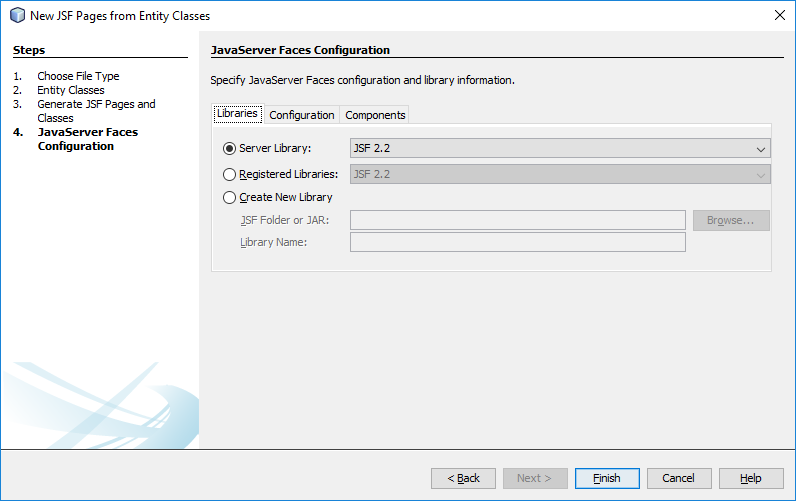 New JSF Pages from Entity Classes
Steps
1. Choose File Type
2. Entity Classes
3. Generate JSF Pages and
Classes
4. JavaServer Faces
Configuration
JavaServer Faces Configuration
Specify JavaServer Faces configuration and library information.
Libraries Configuration Components
Server Library: JSF 2.2
Registered Libraries: JSF 2.2
Create New Library
JSF Folder or JAR: Browse...
Library Name:
< Back Next > Finish Cancel Help